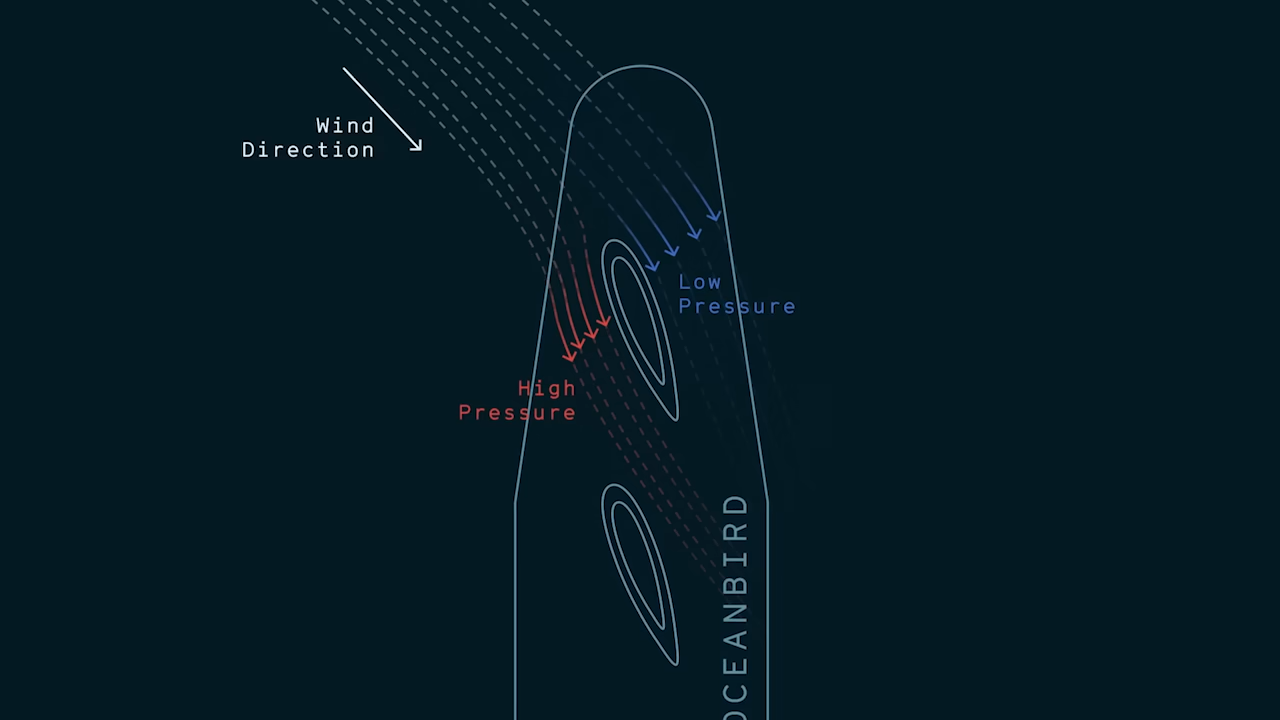 Wind
Direction
Low
Pressure
High
Pressure
OCEANBIRD